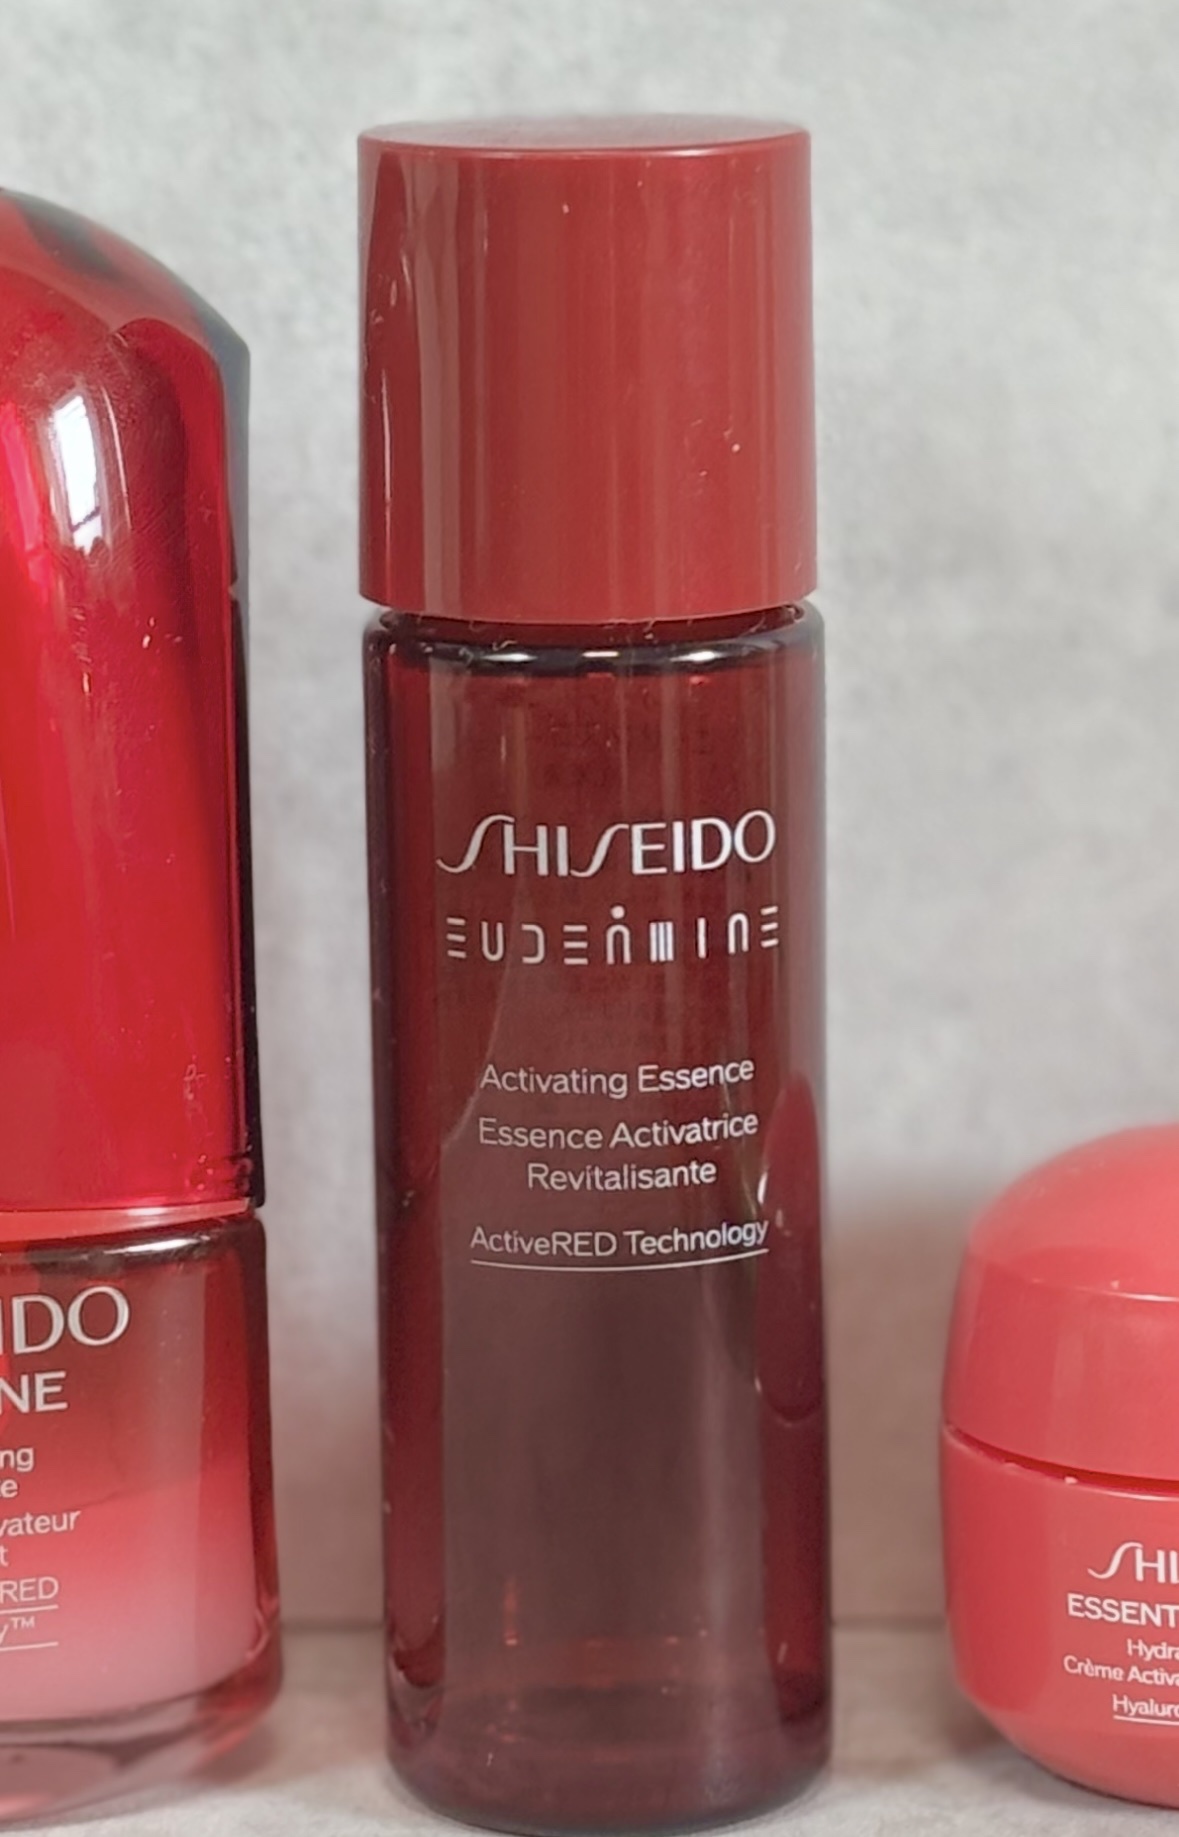 SHISEIDO
EUDERMINE
Activating Essence
Essence Activatrice
Revitalisante
ActiveRED Technology
IDO
NE
ng
e
vateur
t
RED
y™
SHI
ESSENT
Hydra
Crème Activa
Hyaluro